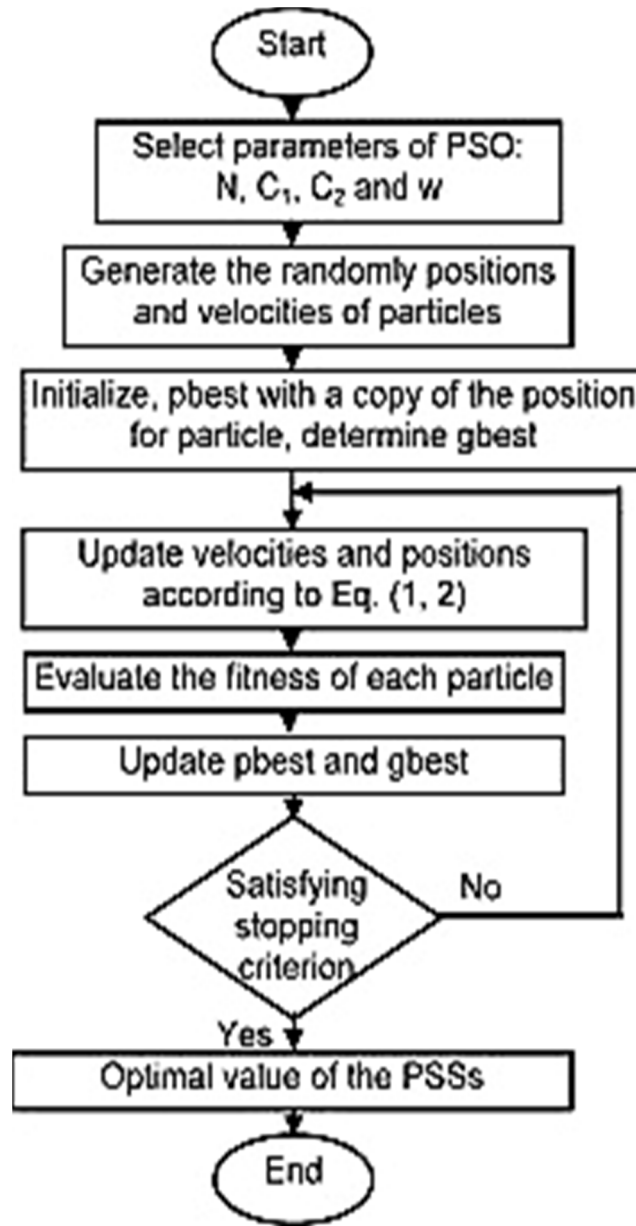 Start
Select parameters of PSO:
N, C₁, C₂ and w
Generate the randomly positions
and velocities of particles
Initialize, pbest with a copy of the position
for particle, determine gbest
Update velocities and positions
according to Eq. (1, 2)
Evaluate the fitness of each particle
Update pbest and gbest
Satisfying
stopping
criterion
No
Yes
Optimal value of the PSSs
End